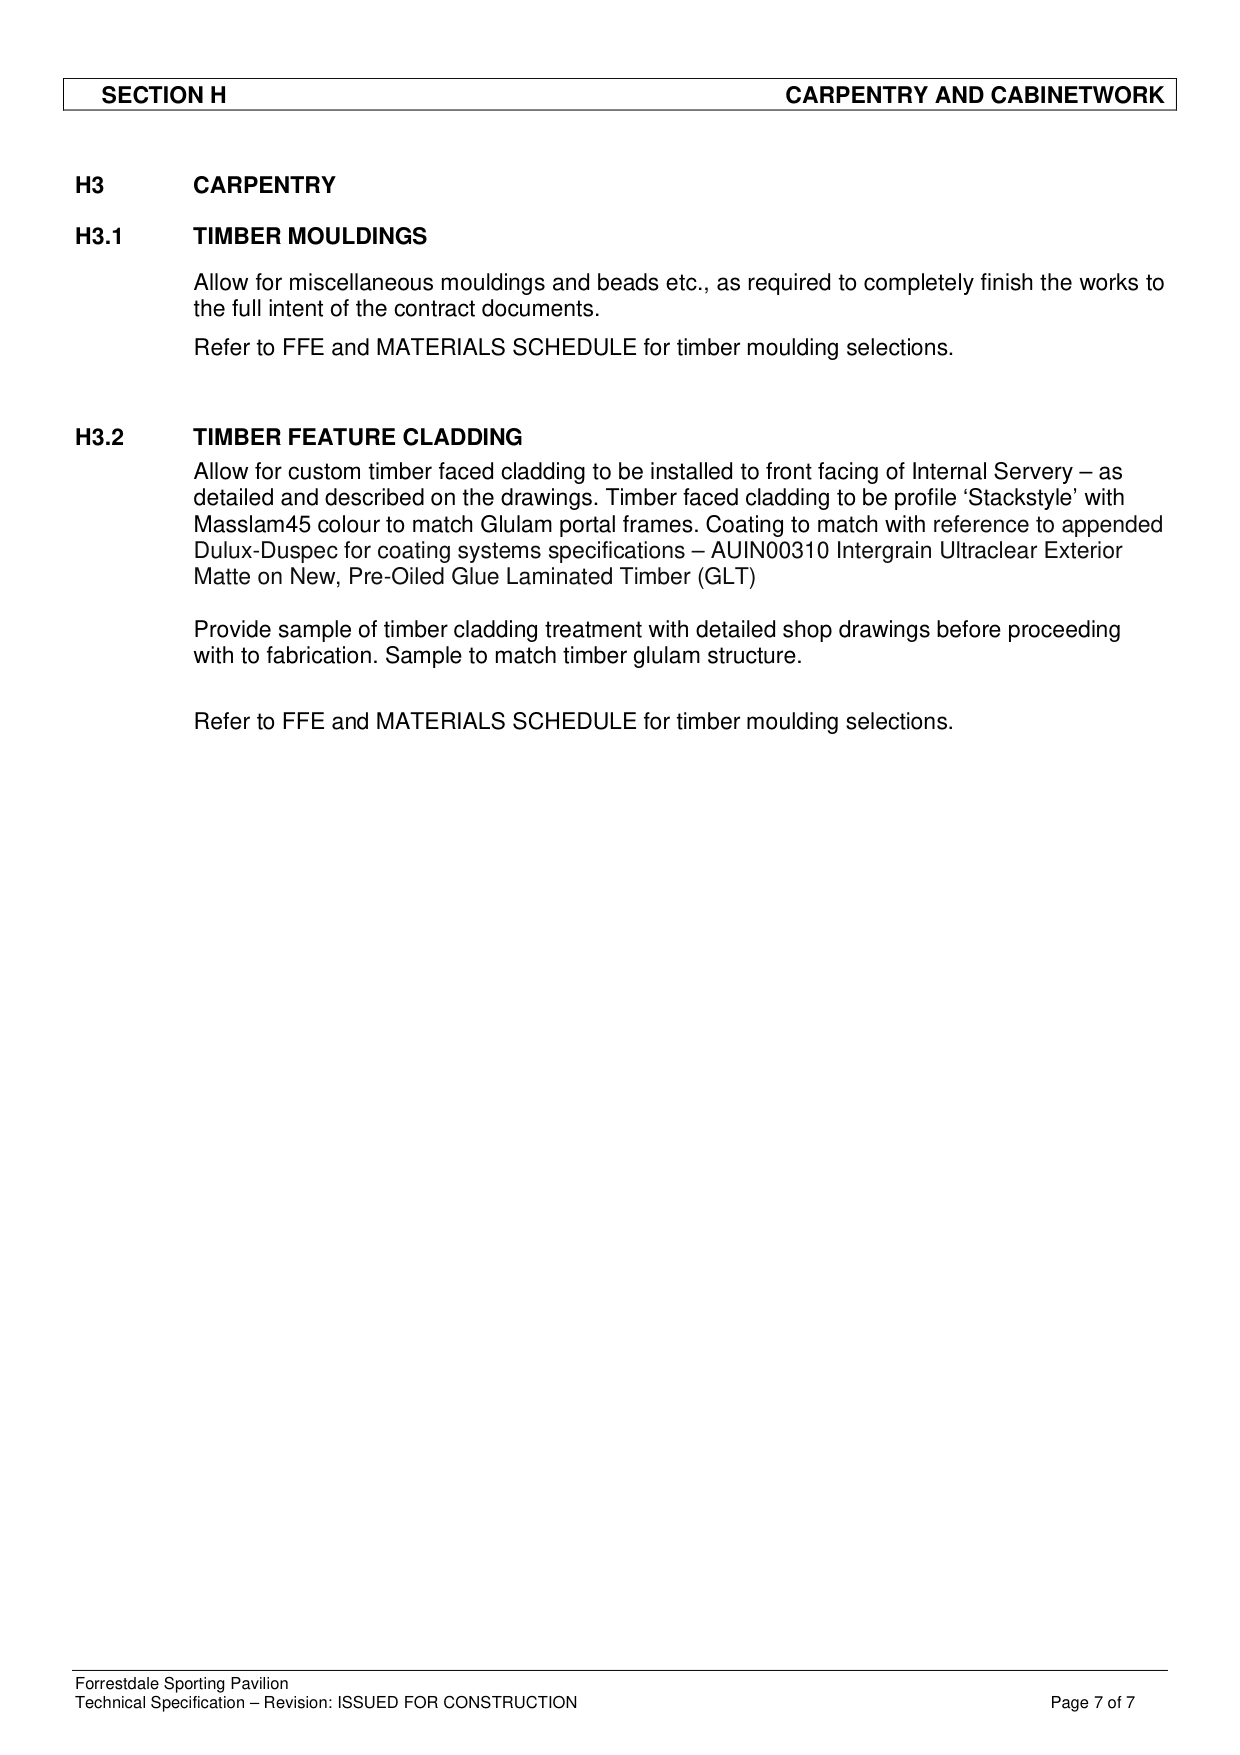 SECTION H CARPENTRY AND CABINETWORK
H3 CARPENTRY
H3.1 TIMBER MOULDINGS
Allow for miscellaneous mouldings and beads etc., as required to completely finish the works to
the full intent of the contract documents.
Refer to FFE and MATERIALS SCHEDULE for timber moulding selections.
H3.2 TIMBER FEATURE CLADDING
Allow for custom timber faced cladding to be installed to front facing of Internal Servery – as
detailed and described on the drawings. Timber faced cladding to be profile ‘Stackstyle’ with
Masslam45 colour to match Glulam portal frames. Coating to match with reference to appended
Dulux-Duspec for coating systems specifications – AUIN00310 Intergrain Ultraclear Exterior
Matte on New, Pre-Oiled Glue Laminated Timber (GLT)
Provide sample of timber cladding treatment with detailed shop drawings before proceeding
with to fabrication. Sample to match timber glulam structure.
Refer to FFE and MATERIALS SCHEDULE for timber moulding selections.
Forrestdale Sporting Pavilion
Technical Specification – Revision: ISSUED FOR CONSTRUCTION Page 7 of 7